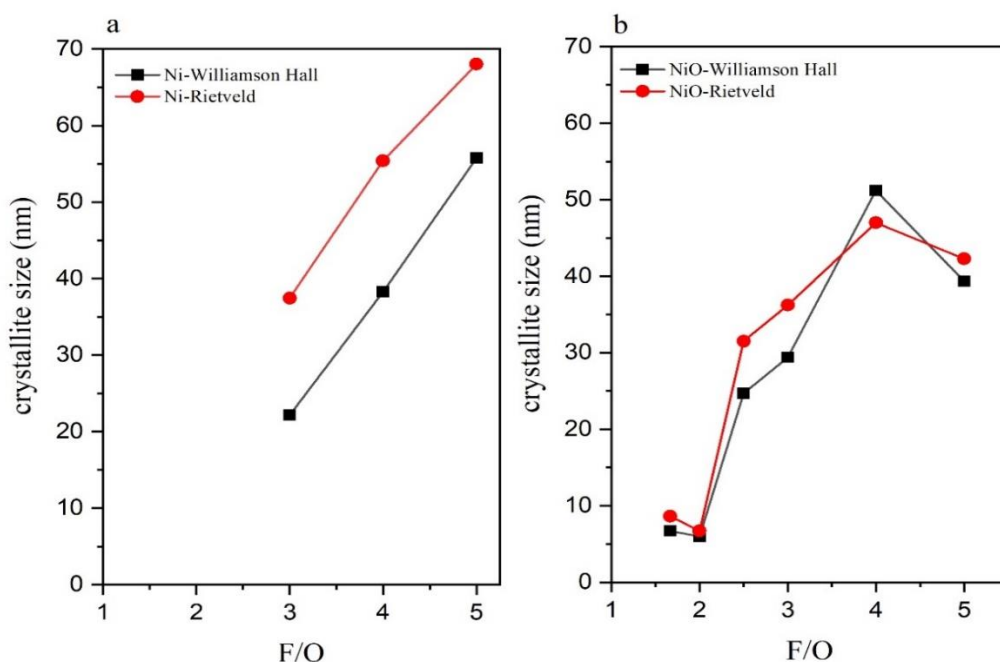 a
70
60
50
40
30
20
10
0
crystallite size (nm)
Ni-Williamson Hall
Ni-Rietveld
1 2 3 4 5
F/O
b
70
60
50
40
30
20
10
0
crystallite size (nm)
NiO-Williamson Hall
NiO-Rietveld
1 2 3 4 5
F/O